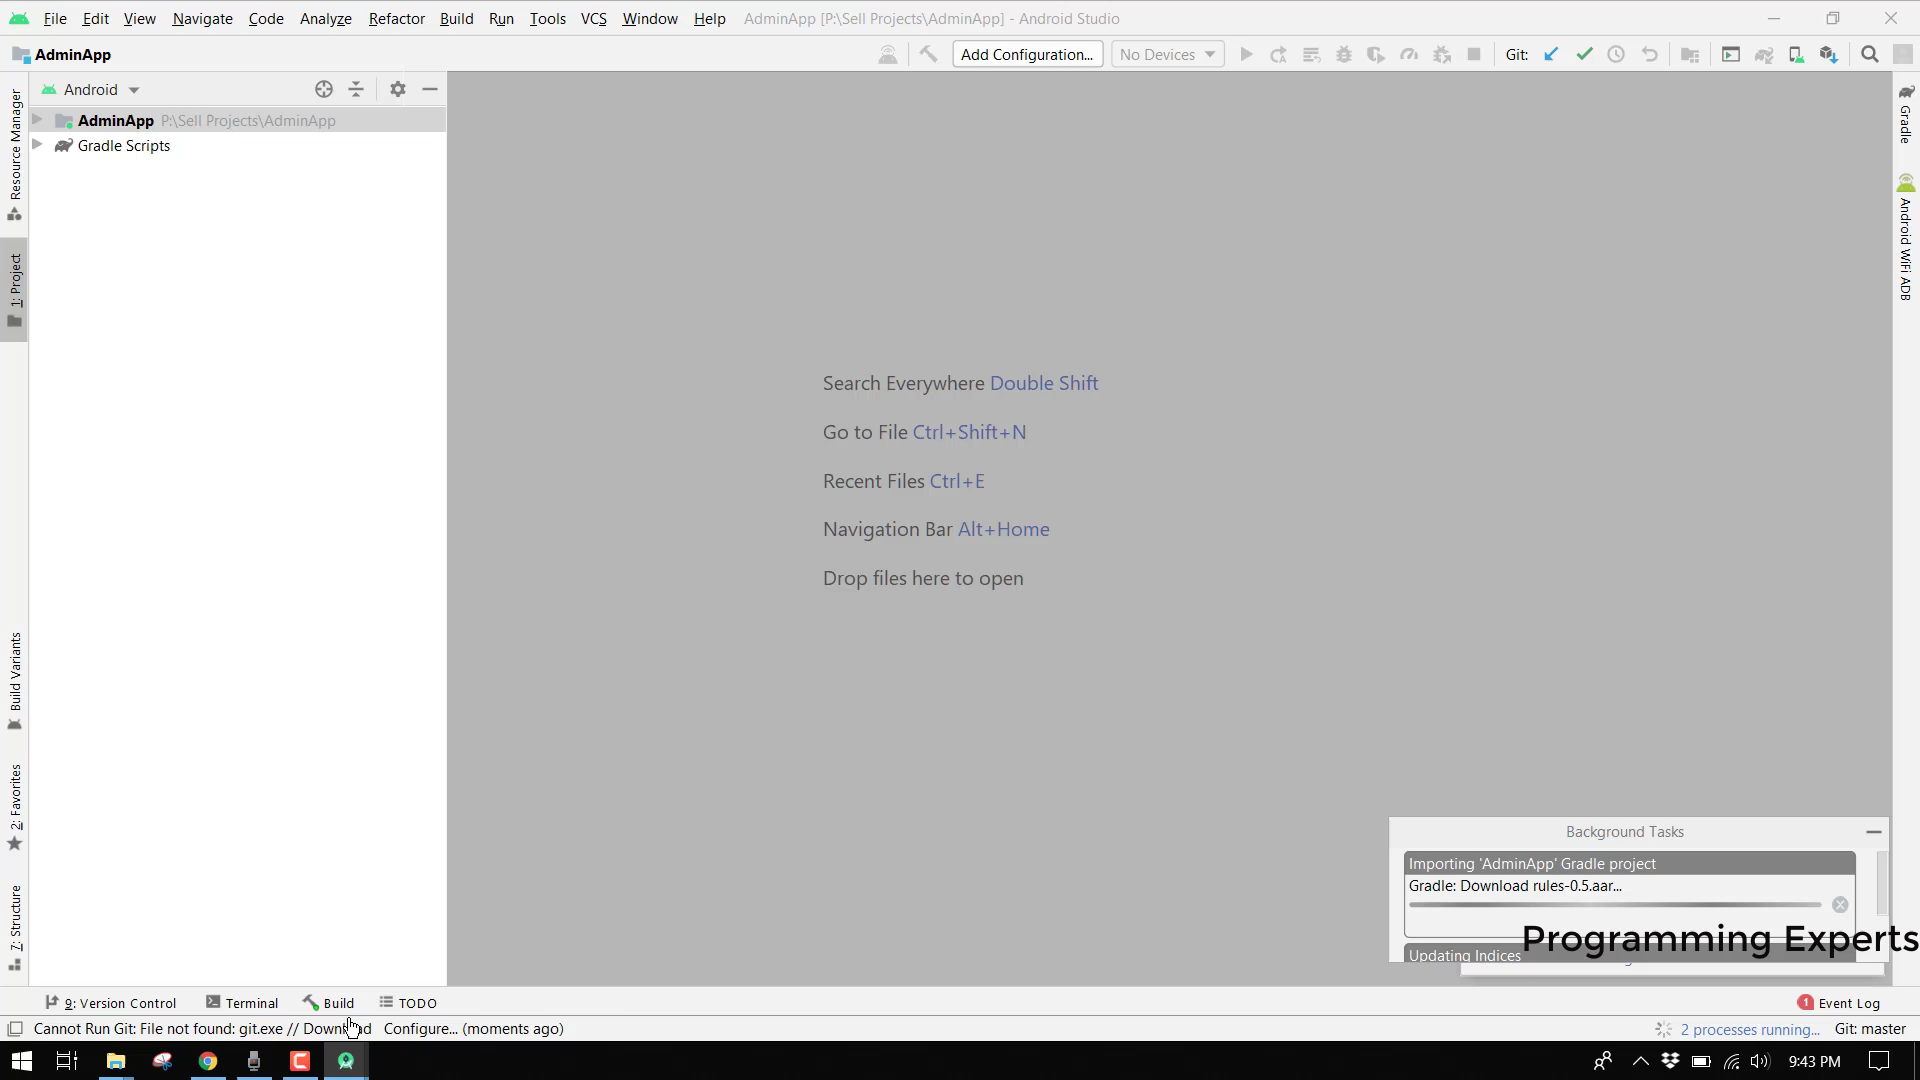 File Edit View Navigate Code Analyze Refactor Build Run Tools VCS Window Help AdminApp [P:\Sell Projects\AdminApp] - Android Studio
AdminApp
Add Configuration...
No Devices
Git:
Android
AdminApp P:\Sell Projects\AdminApp
Gradle Scripts
Resource Manager
1: Project
Build Variants
2: Favorites
7: Structure
Gradle
Android WiFi ADB
Search Everywhere Double Shift
Go to File Ctrl+Shift+N
Recent Files Ctrl+E
Navigation Bar Alt+Home
Drop files here to open
Background Tasks
Importing 'AdminApp' Gradle project
Gradle: Download rules-0.5.aar...
Programming Experts
Updating Indices
9: Version Control Terminal Build TODO
1 Event Log
Cannot Run Git: File not found: git.exe // Download Configure... (moments ago)
2 processes running... Git: master
9:43 PM